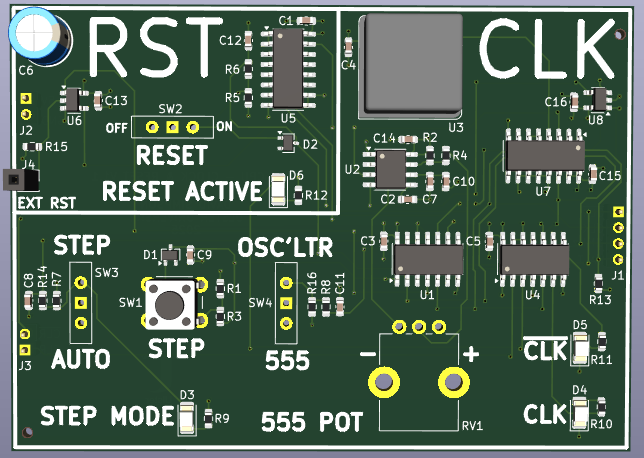 RST
CLK
C1
C12
C4
C6
R6
R5
U5
U3
C16
U8
U6
C13
SW2
OFF
ON
J2
R15
RESET
D2
C14
R2
R4
U2
C2
C7
C10
U7
C15
J4
RESET ACTIVE
D6
R12
EXT RST
STEP
OSC'LTR
C3
C5
J1
D1
C9
SW3
C8
R14
R7
SW1
R1
R3
SW4
R16
R8
C11
U1
U4
R13
J3
AUTO
STEP
555
-
+
D5
CLK
R11
STEP MODE
D3
R9
555 POT
RV1
D4
CLK
R10